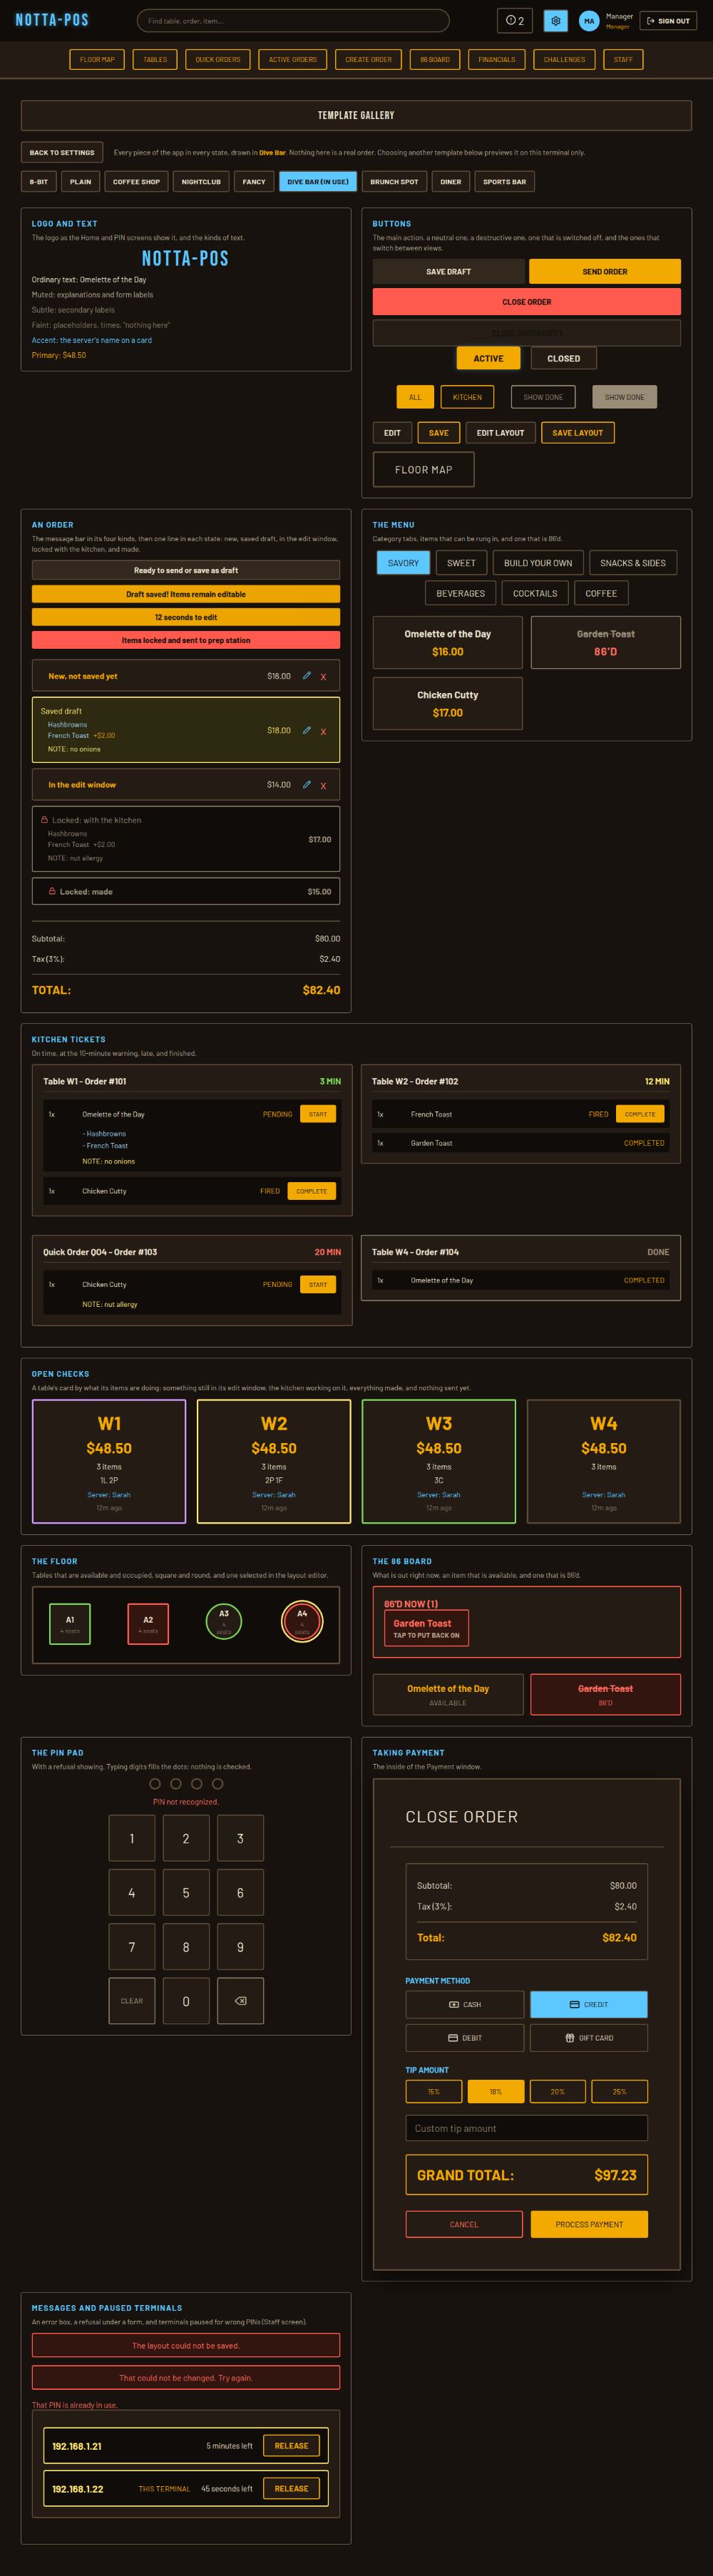 NOTTA-POS
Find table, order, item...
2
MA
Manager
Manager
SIGN OUT
FLOOR MAP
TABLES
QUICK ORDERS
ACTIVE ORDERS
CREATE ORDER
86 BOARD
FINANCIALS
CHALLENGES
STAFF
TEMPLATE GALLERY
BACK TO SETTINGS
Every piece of the app in every state, drawn in Dive Bar. Nothing here is a real order. Choosing another template below previews it on this terminal only.
8-BIT
PLAIN
COFFEE SHOP
NIGHTCLUB
FANCY
DIVE BAR (IN USE)
BRUNCH SPOT
DINER
SPORTS BAR
LOGO AND TEXT
The logo as the Home and PIN screens show it, and the kinds of text.
NOTTA-POS
Ordinary text: Omelette of the Day
Muted: explanations and form labels
Subtle: secondary labels
Faint: placeholders, times, "nothing here"
Accent: the server's name on a card
Primary: $48.50
BUTTONS
The main action, a neutral one, a destructive one, one that is switched off, and the ones that
switch between views.
SAVE DRAFT
SEND ORDER
CLOSE ORDER
CLOSE ORDER (OFF)
ACTIVE
CLOSED
ALL
KITCHEN
SHOW DONE
SHOW DONE
EDIT
SAVE
EDIT LAYOUT
SAVE LAYOUT
FLOOR MAP
AN ORDER
The message bar in its four kinds, then one line in each state: new, saved draft, in the edit window,
locked with the kitchen, and made.
Ready to send or save as draft
Draft saved! Items remain editable
12 seconds to edit
Items locked and sent to prep station
New, not saved yet $16.00 X
Saved draft
Hashbrowns
French Toast +$2.00
NOTE: no onions
$18.00 X
In the edit window $14.00 X
Locked: with the kitchen
Hashbrowns
French Toast +$2.00
NOTE: nut allergy
$17.00
Locked: made $15.00
Subtotal: $80.00
Tax (3%): $2.40
TOTAL: $82.40
THE MENU
Category tabs, items that can be rung in, and one that is 86'd.
SAVORY
SWEET
BUILD YOUR OWN
SNACKS & SIDES
BEVERAGES
COCKTAILS
COFFEE
Omelette of the Day
$16.00
Garden Toast
86'D
Chicken Cutty
$17.00
KITCHEN TICKETS
On time, at the 10-minute warning, late, and finished.
Table W1 - Order #101 3 MIN
1x Omelette of the Day PENDING START
- Hashbrowns
- French Toast
NOTE: no onions
1x Chicken Cutty FIRED COMPLETE
Table W2 - Order #102 12 MIN
1x French Toast FIRED COMPLETE
1x Garden Toast COMPLETED
Quick Order QO4 - Order #103 20 MIN
1x Chicken Cutty PENDING START
NOTE: nut allergy
Table W4 - Order #104 DONE
1x Omelette of the Day COMPLETED
OPEN CHECKS
A table's card by what its items are doing: something still in its edit window, the kitchen working on it, everything made, and nothing sent yet.
W1
$48.50
3 items
1L 2P
Server: Sarah
12m ago
W2
$48.50
3 items
2P 1F
Server: Sarah
12m ago
W3
$48.50
3 items
3C
Server: Sarah
12m ago
W4
$48.50
3 items
Server: Sarah
12m ago
THE FLOOR
Tables that are available and occupied, square and round, and one selected in the layout editor.
A1
4 seats
A2
4 seats
A3
4
seats
A4
4
seats
THE 86 BOARD
What is out right now, an item that is available, and one that is 86'd.
86'D NOW (1)
Garden Toast
TAP TO PUT BACK ON
Omelette of the Day
AVAILABLE
Garden Toast
86'D
THE PIN PAD
With a refusal showing. Typing digits fills the dots; nothing is checked.
PIN not recognized.
1 2 3
4 5 6
7 8 9
CLEAR 0
TAKING PAYMENT
The inside of the Payment window.
CLOSE ORDER
Subtotal: $80.00
Tax (3%): $2.40
Total: $82.40
PAYMENT METHOD
CASH
CREDIT
DEBIT
GIFT CARD
TIP AMOUNT
15%
18%
20%
25%
Custom tip amount
GRAND TOTAL: $97.23
CANCEL
PROCESS PAYMENT
MESSAGES AND PAUSED TERMINALS
An error box, a refusal under a form, and terminals paused for wrong PINs (Staff screen).
The layout could not be saved.
That could not be changed. Try again.
That PIN is already in use.
192.168.1.21 5 minutes left RELEASE
192.168.1.22 THIS TERMINAL 45 seconds left RELEASE